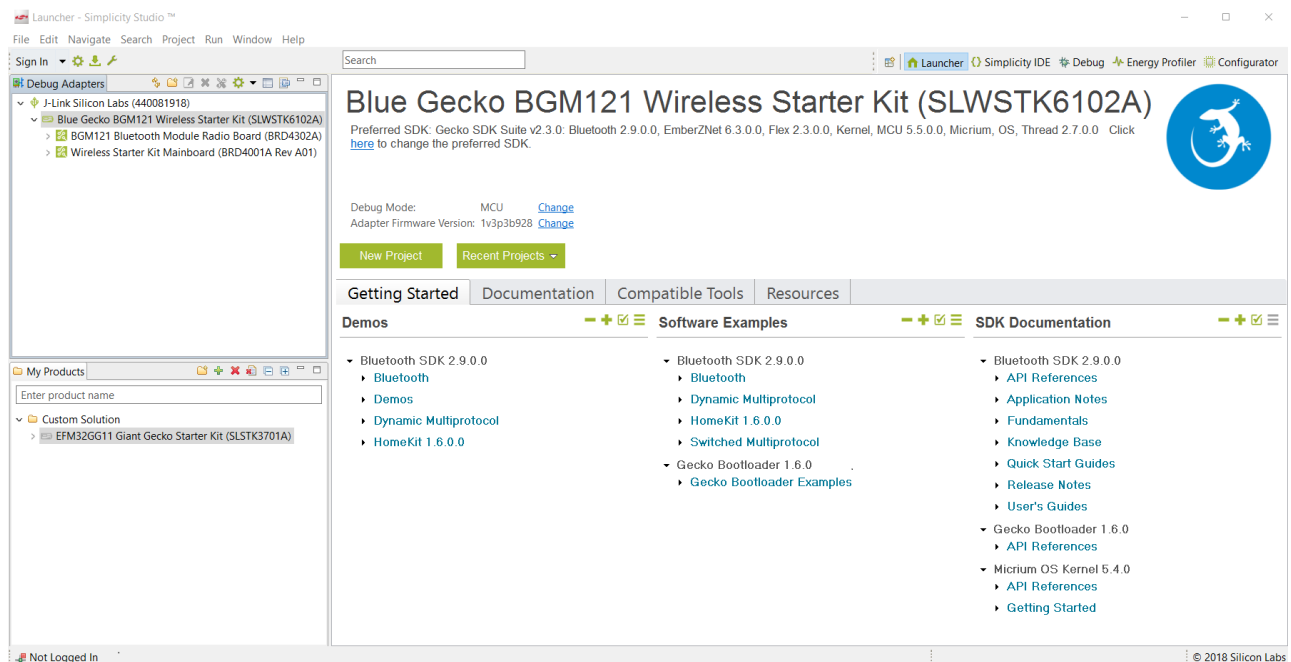 Launcher - Simplicity Studio ™
File Edit Navigate Search Project Run Window Help
Sign In
Search
Launcher Simplicity IDE Debug Energy Profiler Configurator
Debug Adapters
J-Link Silicon Labs (440081918)
Blue Gecko BGM121 Wireless Starter Kit (SLWSTK6102A)
BGM121 Bluetooth Module Radio Board (BRD4302A)
Wireless Starter Kit Mainboard (BRD4001A Rev A01)
My Products
Enter product name
Custom Solution
EFM32GG11 Giant Gecko Starter Kit (SLSTK3701A)
Blue Gecko BGM121 Wireless Starter Kit (SLWSTK6102A)
Preferred SDK: Gecko SDK Suite v2.3.0: Bluetooth 2.9.0.0, EmberZNet 6.3.0.0, Flex 2.3.0.0, Kernel, MCU 5.5.0.0, Micrium, OS, Thread 2.7.0.0 Click
here to change the preferred SDK.
Debug Mode: MCU Change
Adapter Firmware Version: 1v3p3b928 Change
New Project Recent Projects
Getting Started Documentation Compatible Tools Resources
Demos
Bluetooth SDK 2.9.0.0
Bluetooth
Demos
Dynamic Multiprotocol
HomeKit 1.6.0.0
Software Examples
Bluetooth SDK 2.9.0.0
Bluetooth
Dynamic Multiprotocol
HomeKit 1.6.0.0
Switched Multiprotocol
Gecko Bootloader 1.6.0
Gecko Bootloader Examples
SDK Documentation
Bluetooth SDK 2.9.0.0
API References
Application Notes
Fundamentals
Knowledge Base
Quick Start Guides
Release Notes
User's Guides
Gecko Bootloader 1.6.0
API References
Micrium OS Kernel 5.4.0
API References
Getting Started
Not Logged In
© 2018 Silicon Labs